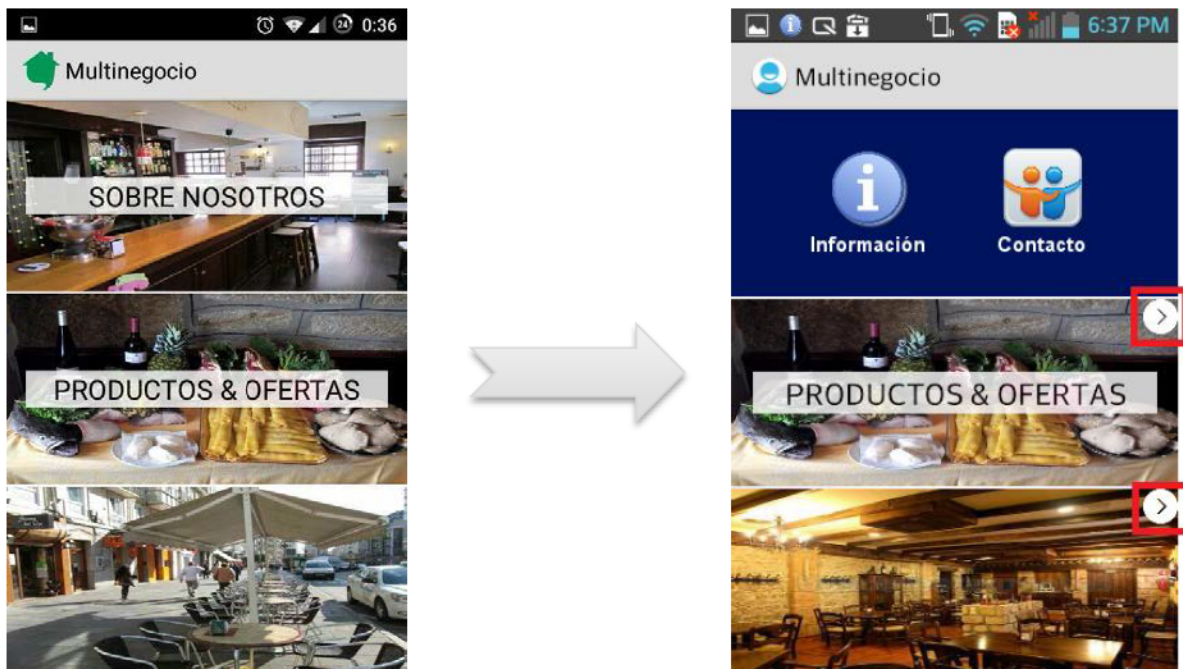 0:36
Multinegocio
SOBRE NOSOTROS
PRODUCTOS & OFERTAS
6:37 PM
Multinegocio
Información
Contacto
PRODUCTOS & OFERTAS